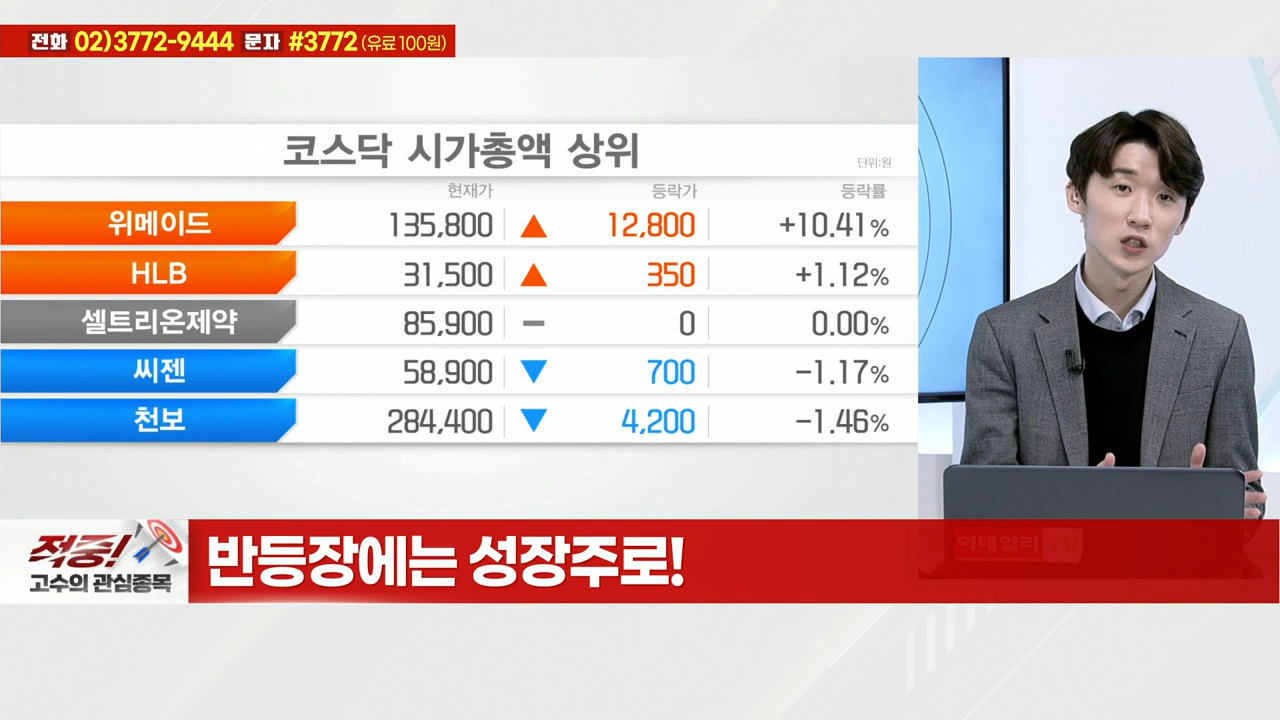 전화 02)3772-9444 문자 #3772 (유료 100원)
코스닥 시가총액 상위
단위:원
현재가 등락가 등락률
위메이드 135,800 ▲ 12,800 +10.41%
HLB 31,500 ▲ 350 +1.12%
셀트리온제약 85,900 － 0 0.00%
씨젠 58,900 ▼ 700 －1.17%
천보 284,400 ▼ 4,200 －1.46%
적중!
고수의 관심종목
반등장에는 성장주로!
이데일리 TV